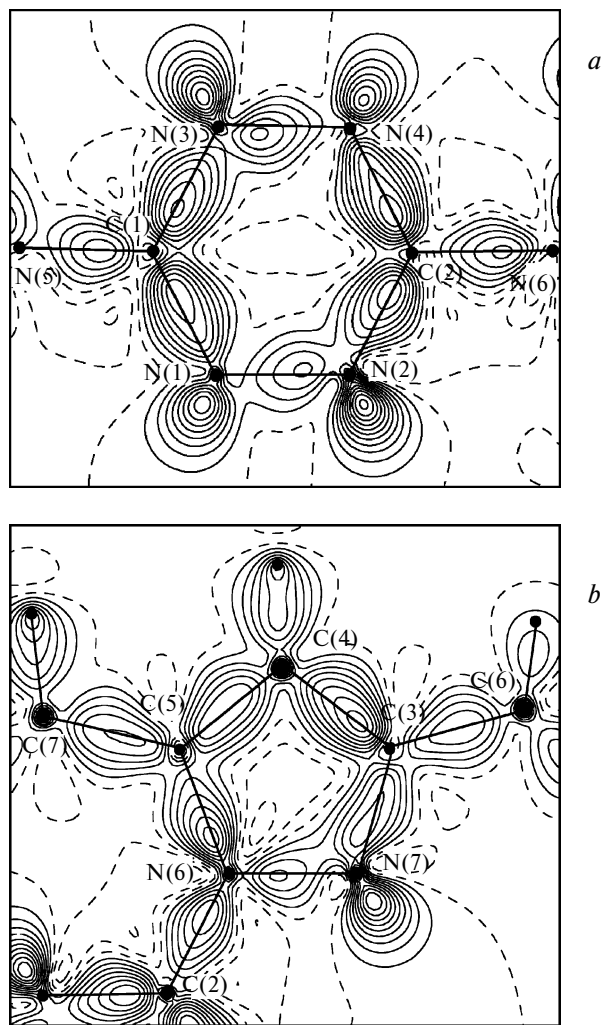 a
N(3)
N(4)
C(1)
N(5)
C(2)
N(6)
N(1)
N(2)
b
C(4)
C(5)
C(3)
C(6)
C(7)
N(6)
N(7)
C(2)